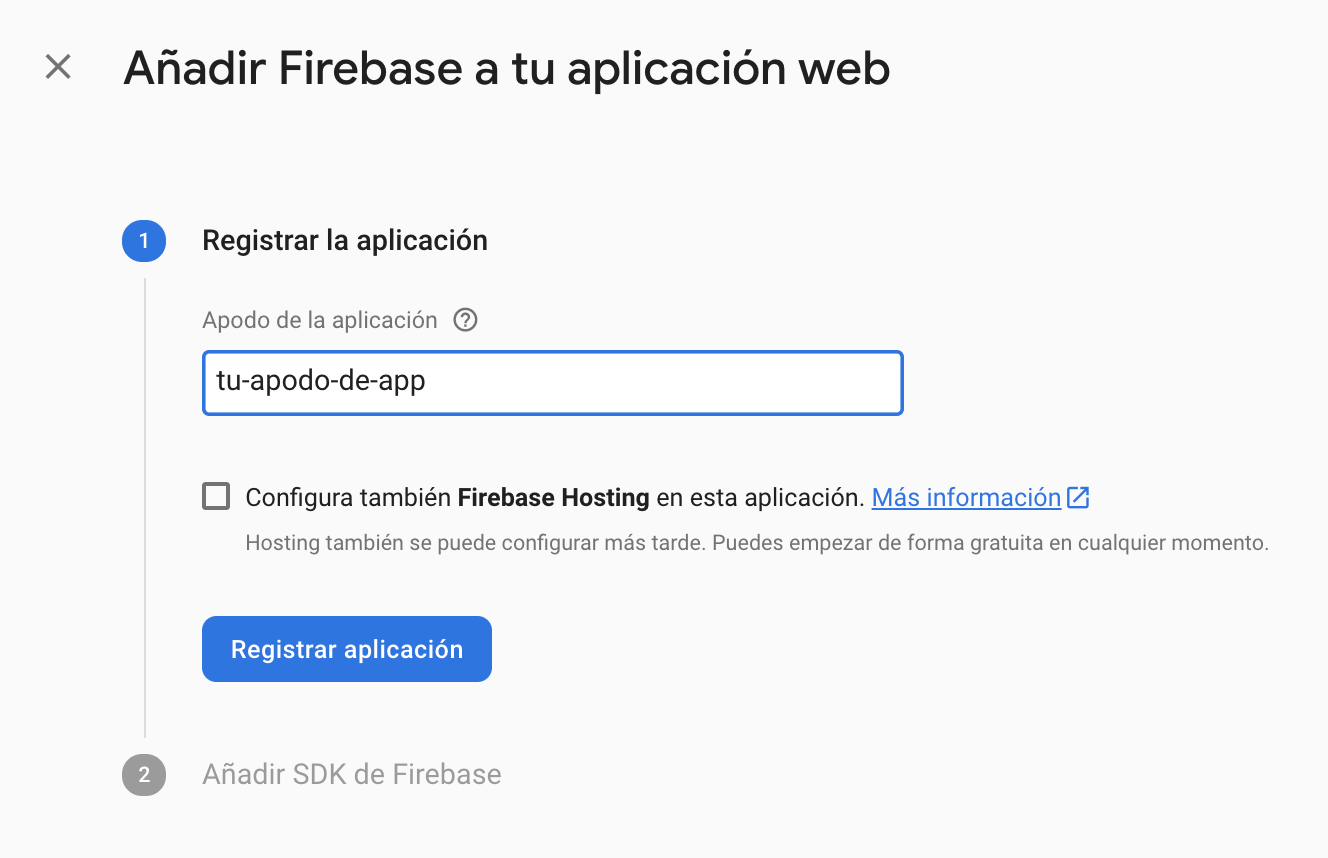 Añadir Firebase a tu aplicación web
1 Registrar la aplicación
Apodo de la aplicación
tu-apodo-de-app
Configura también Firebase Hosting en esta aplicación. Más información
Hosting también se puede configurar más tarde. Puedes empezar de forma gratuita en cualquier momento.
Registrar aplicación
2 Añadir SDK de Firebase